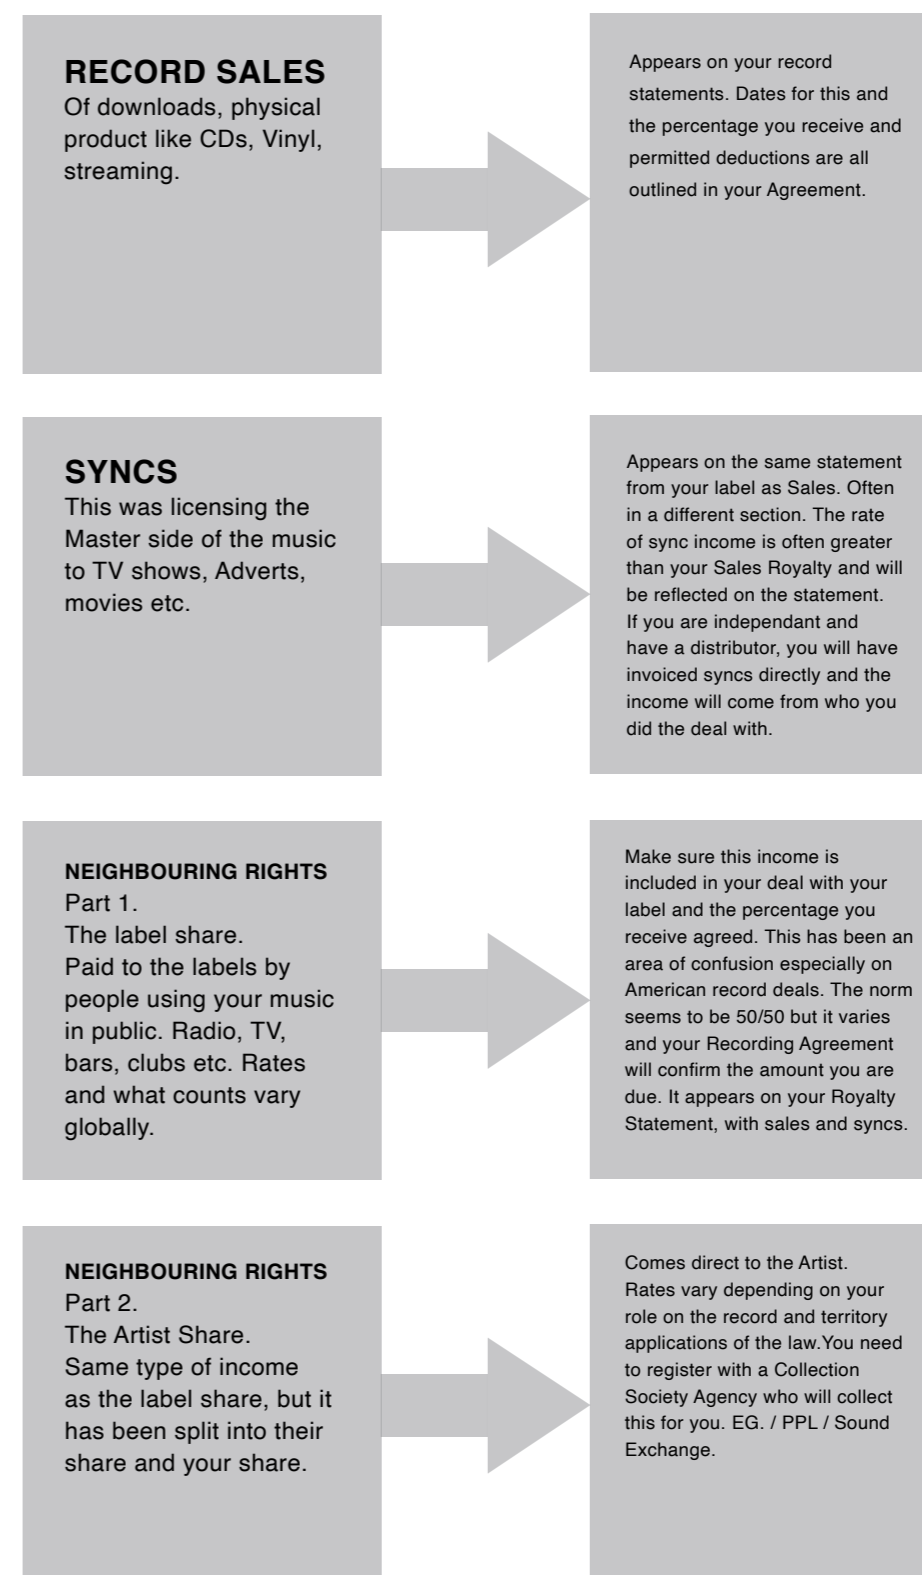 RECORD SALES
Of downloads, physical
product like CDs, Vinyl,
streaming.
Appears on your record
statements. Dates for this and
the percentage you receive and
permitted deductions are all
outlined in your Agreement.
SYNCS
This was licensing the
Master side of the music
to TV shows, Adverts,
movies etc.
Appears on the same statement
from your label as Sales. Often
in a different section. The rate
of sync income is often greater
than your Sales Royalty and will
be reflected on the statement.
If you are independant and
have a distributor, you will have
invoiced syncs directly and the
income will come from who you
did the deal with.
NEIGHBOURING RIGHTS
Part 1.
The label share.
Paid to the labels by
people using your music
in public. Radio, TV,
bars, clubs etc. Rates
and what counts vary
globally.
Make sure this income is
included in your deal with your
label and the percentage you
receive agreed. This has been an
area of confusion especially on
American record deals. The norm
seems to be 50/50 but it varies
and your Recording Agreement
will confirm the amount you are
due. It appears on your Royalty
Statement, with sales and syncs.
NEIGHBOURING RIGHTS
Part 2.
The Artist Share.
Same type of income
as the label share, but it
has been split into their
share and your share.
Comes direct to the Artist.
Rates vary depending on your
role on the record and territory
applications of the law.You need
to register with a Collection
Society Agency who will collect
this for you. EG. / PPL / Sound
Exchange.